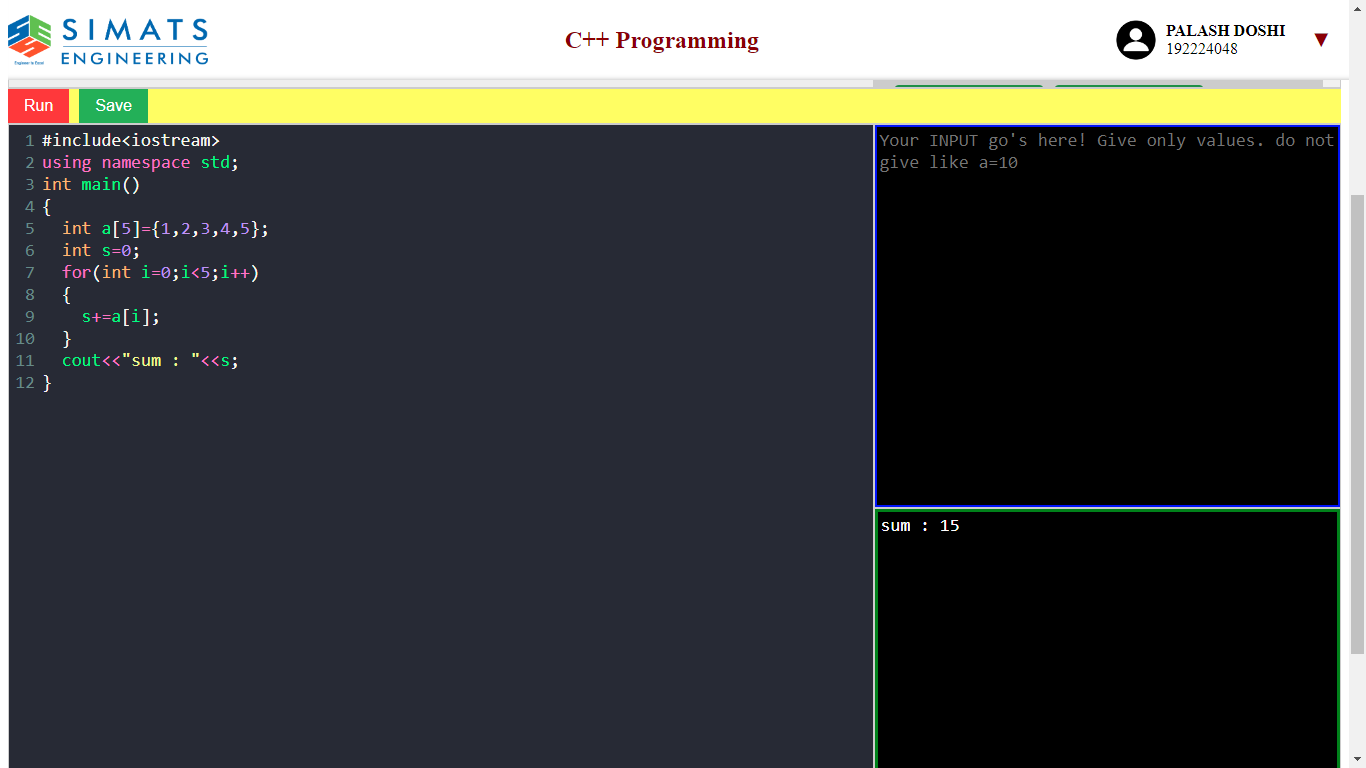 SIMATS
ENGINEERING
Engineer to Excel
C++ Programming
PALASH DOSHI
192224048
▼
Run
Save
1 #include<iostream>
2 using namespace std;
3 int main()
4 {
5   int a[5]={1,2,3,4,5};
6   int s=0;
7   for(int i=0;i<5;i++)
8   {
9     s+=a[i];
10   }
11   cout<<"sum : "<<s;
12 }
Your INPUT go's here! Give only values. do not
give like a=10
sum : 15